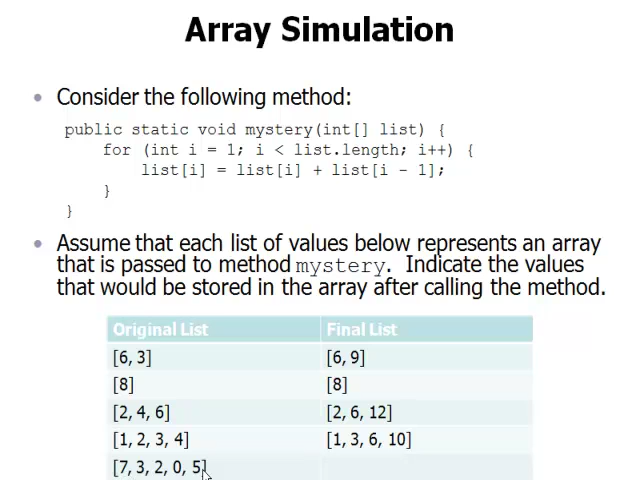 Array Simulation
Consider the following method:
public static void mystery(int[] list) {
for (int i = 1; i < list.length; i++) {
list[i] = list[i] + list[i - 1];
}
}
Assume that each list of values below represents an array
that is passed to method mystery. Indicate the values
that would be stored in the array after calling the method.
Original List Final List
[6, 3] [6, 9]
[8] [8]
[2, 4, 6] [2, 6, 12]
[1, 2, 3, 4] [1, 3, 6, 10]
[7, 3, 2, 0, 5]